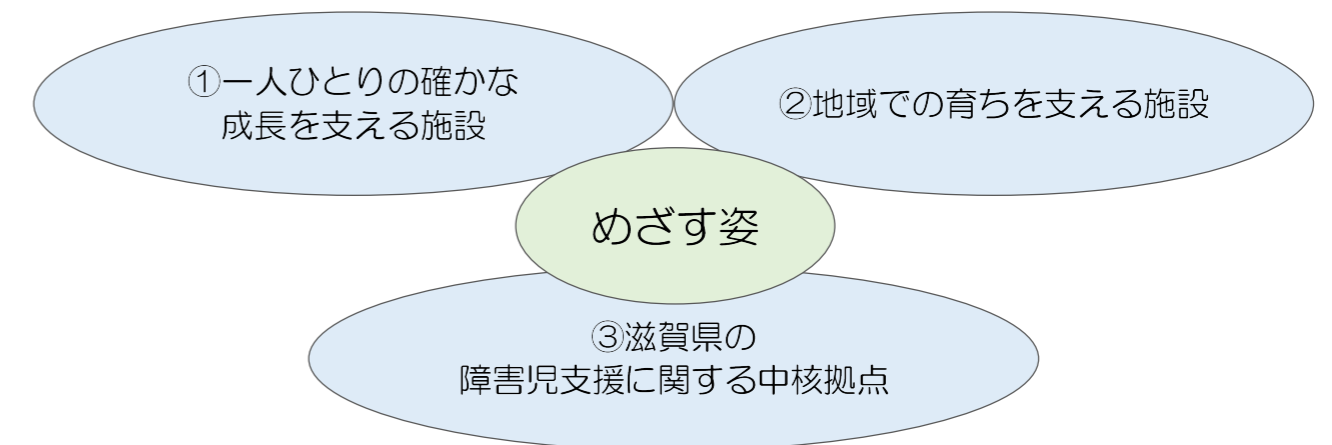 ①一人ひとりの確かな
成長を支える施設
②地域での育ちを支える施設
めざす姿
③滋賀県の
障害児支援に関する中核拠点